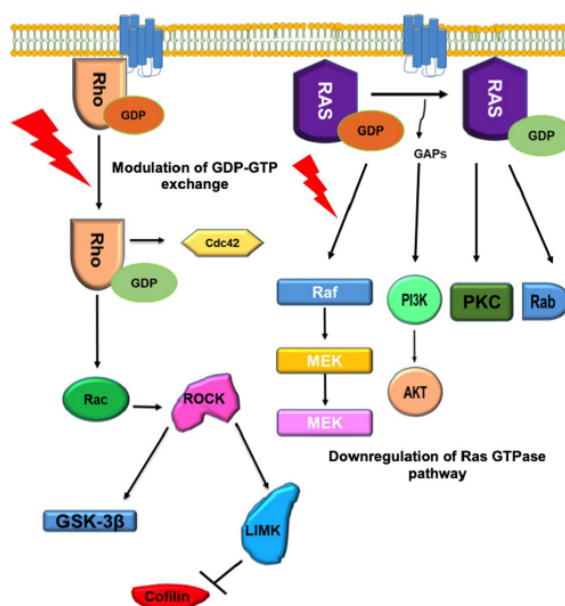 Rho
GDP
RAS
GDP
RAS
GDP
GAPs
Modulation of GDP-GTP
exchange
Rho
GDP
Cdc42
Raf
PI3K
PKC
Rab
MEK
AKT
Rac
ROCK
MEK
Downregulation of Ras GTPase
pathway
GSK-3β
LIMK
Cofilin